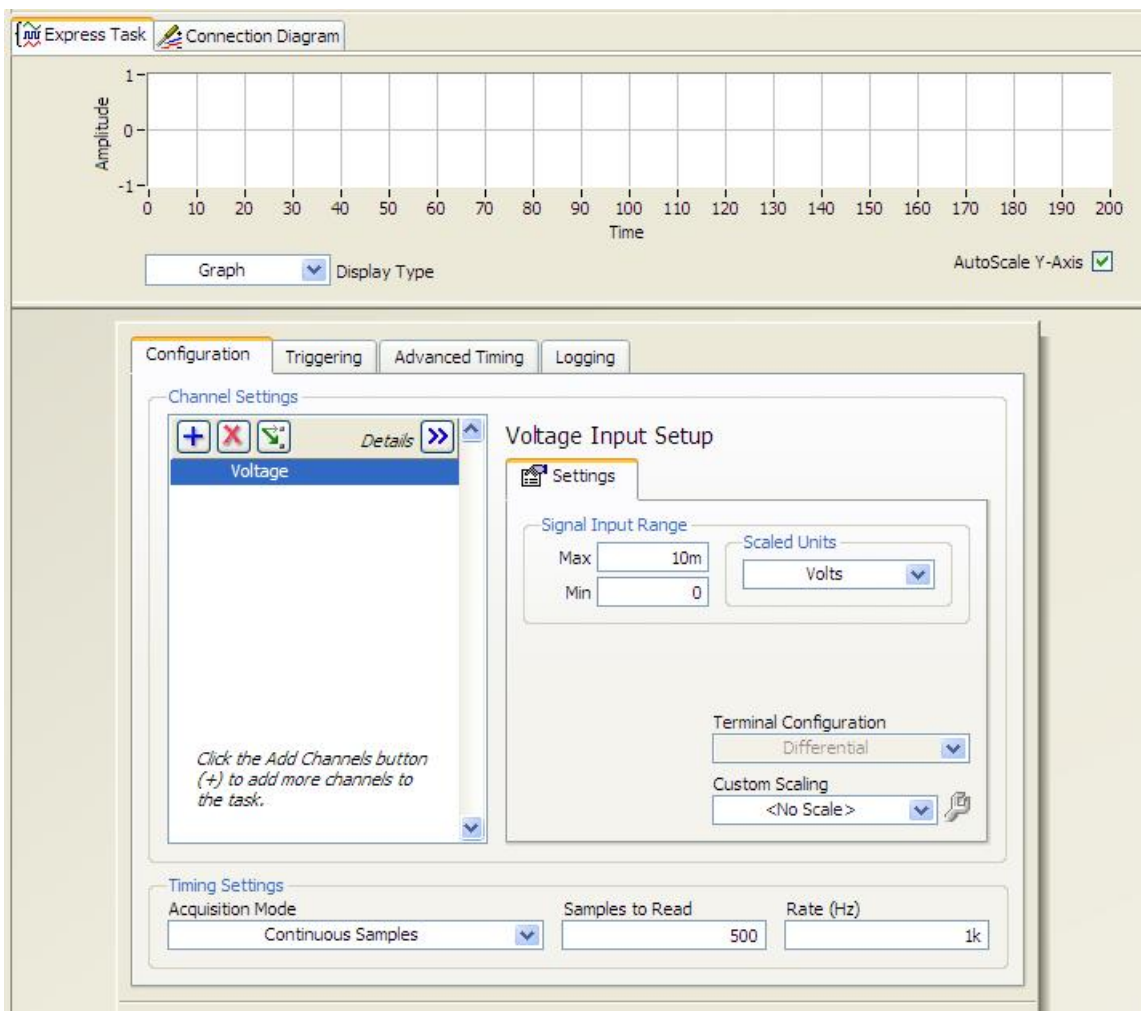 Express Task Connection Diagram
1
0
-1
Amplitude
0 10 20 30 40 50 60 70 80 90 100 110 120 130 140 150 160 170 180 190 200
Time
Graph Display Type AutoScale Y-Axis
Configuration Triggering Advanced Timing Logging
Channel Settings
Details
Voltage
Click the Add Channels button
(+) to add more channels to
the task.
Voltage Input Setup
Settings
Signal Input Range
Max 10m
Min 0
Scaled Units
Volts
Terminal Configuration
Differential
Custom Scaling
<No Scale>
Timing Settings
Acquisition Mode Samples to Read Rate (Hz)
Continuous Samples 500 1k